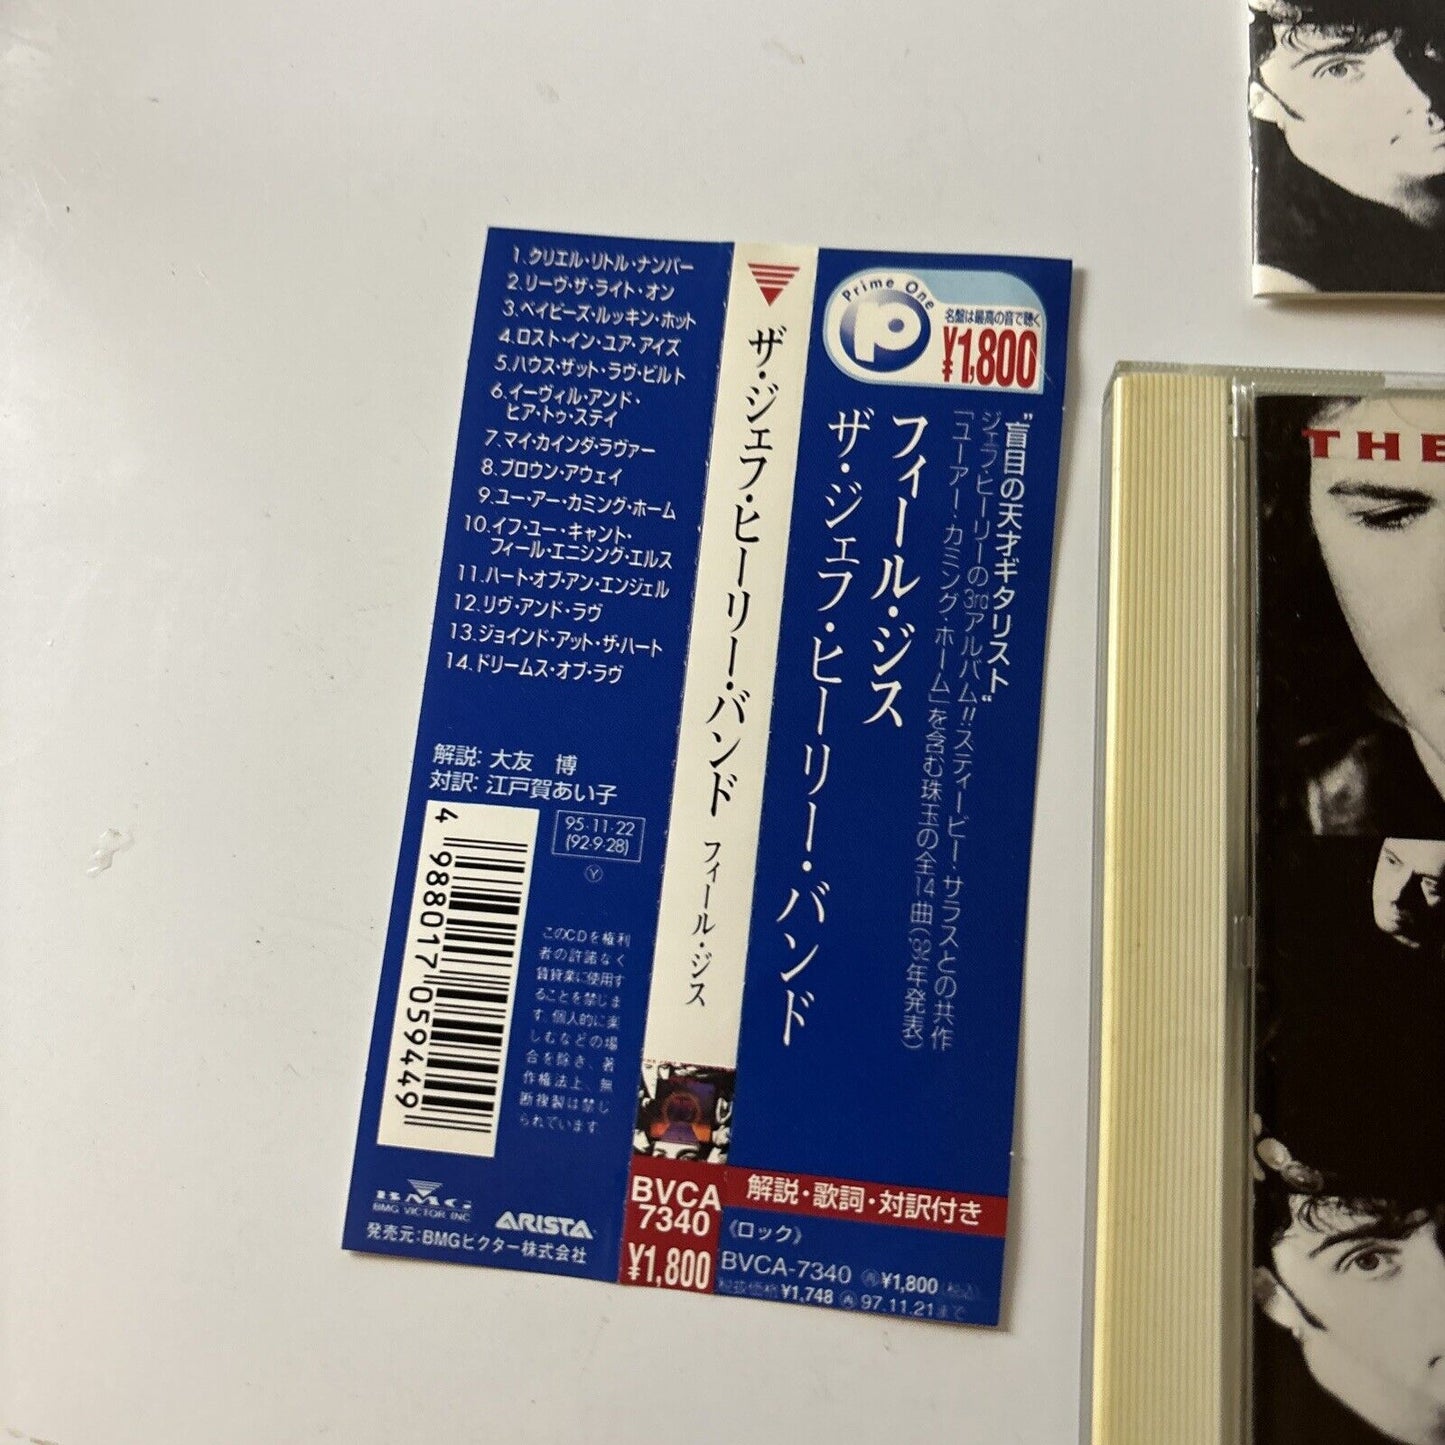 1.クリエル・リトル・ナンバー
2.リーヴ・ザ・ライト・オン
3.ベイビーズ・ルッキン・ホット
4.ロスト・イン・ユア・アイズ
5.ハウス・ザット・ラヴ・ビルト
6.イーヴィル・アンド・
ヒア・トゥ・ステイ
7.マイ・カインダ・ラヴァー
8.ブロウン・アウェイ
9.ユー・アー・カミング・ホーム
10.イフ・ユー・キャント・
フィール・エニシング・エルス
11.ハート・オブ・アン・エンジェル
12.リヴ・アンド・ラヴ
13.ジョインド・アット・ザ・ハート
14.ドリームス・オブ・ラヴ
解説: 大友 博
対訳: 江戸賀あい子
4 988017 059449
95・11・22
(92・9・28)
Ⓨ
このCDを権利
者の許諾なく
賃貸業に使用す
ることを禁じま
す。個人的に楽
しむなどの場
合を除き、著
作権法上、無
断複製は禁じ
られています
BMG
BMG VICTOR INC
ARISTA
発売元:BMGビクター株式会社
ザ・ジェフ・ヒーリー・バンド フィール・ジス
BVCA
7340
¥1,800
Prime One
p
名盤は最高の音で聴く
¥1,800
"盲目の天才ギタリスト"
ジェフ・ヒーリーの3rdアルバム!!スティービー・サラスとの共作
「ユーアー・カミング・ホーム」を含む珠玉の全14曲('92年発表)
フィール・ジス
ザ・ジェフ・ヒーリー・バンド
解説・歌詞・対訳付き
《ロック》
BVCA-7340 ㊕¥1,800(税込)
税抜価格¥1,748 97.11.21まで
THE